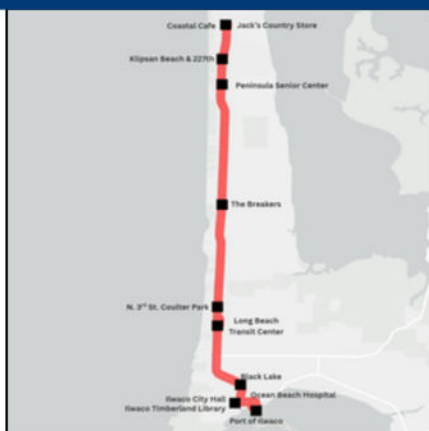 Coastal Cafe
Jack's Country Store
Klipsan Beach & 227th
Peninsula Senior Center
The Breakers
N. 3rd St. Coulter Park
Long Beach
Transit Center
Black Lake
Ocean Beach Hospital
Ilwaco City Hall
Ilwaco Timberland Library
Port of Ilwaco